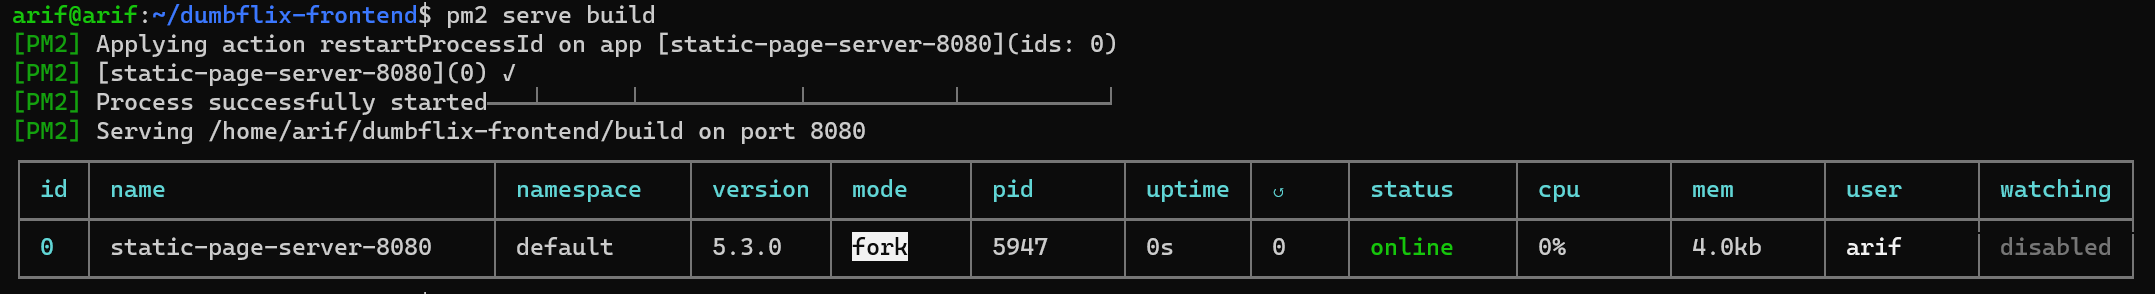 arif@arif:~/dumbflix-frontend$ pm2 serve build
[PM2] Applying action restartProcessId on app [static-page-server-8080](ids: 0)
[PM2] [static-page-server-8080](0) ✓
[PM2] Process successfully started
[PM2] Serving /home/arif/dumbflix-frontend/build on port 8080
id name namespace version mode pid uptime ↺ status cpu mem user watching
0 static-page-server-8080 default 5.3.0 fork 5947 0s 0 online 0% 4.0kb arif disabled